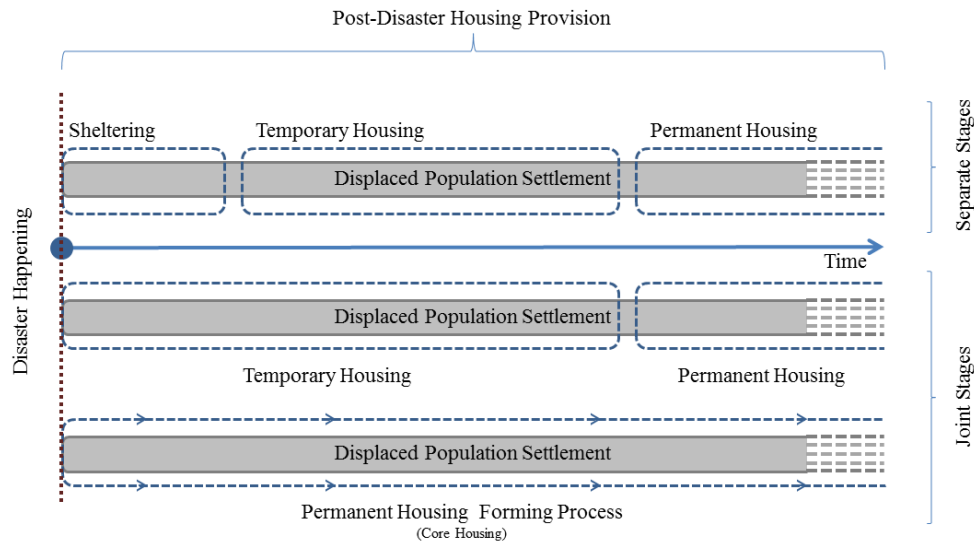 Post-Disaster Housing Provision
Sheltering
Temporary Housing
Permanent Housing
Displaced Population Settlement
Separate Stages
Time
Disaster Happening
Displaced Population Settlement
Temporary Housing
Permanent Housing
Joint Stages
Displaced Population Settlement
Permanent Housing Forming Process
(Core Housing)